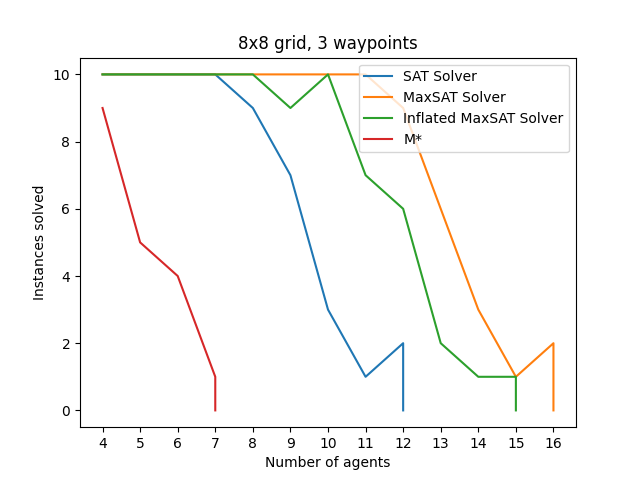 8x8 grid, 3 waypoints
SAT Solver
MaxSAT Solver
Inflated MaxSAT Solver
M*
Instances solved
10
8
6
4
2
0
4 5 6 7 8 9 10 11 12 13 14 15 16
Number of agents